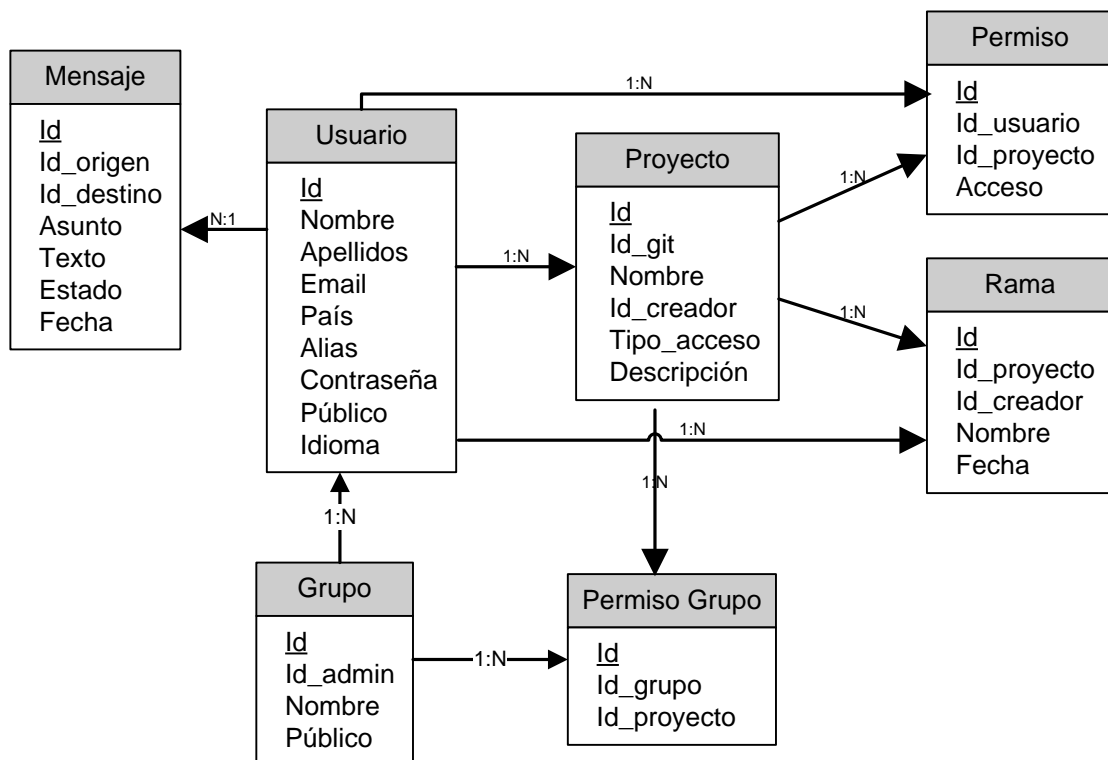 Mensaje
Id
Id_origen
Id_destino
Asunto
Texto
Estado
Fecha
N:1
Usuario
Id
Nombre
Apellidos
Email
País
Alias
Contraseña
Público
Idioma
1:N
1:N
Proyecto
Id
Id_git
Nombre
Id_creador
Tipo_acceso
Descripción
1:N
1:N
Permiso
Id
Id_usuario
Id_proyecto
Acceso
Rama
Id
Id_proyecto
Id_creador
Nombre
Fecha
1:N
1:N
1:N
Grupo
Id
Id_admin
Nombre
Público
1:N
Permiso Grupo
Id
Id_grupo
Id_proyecto